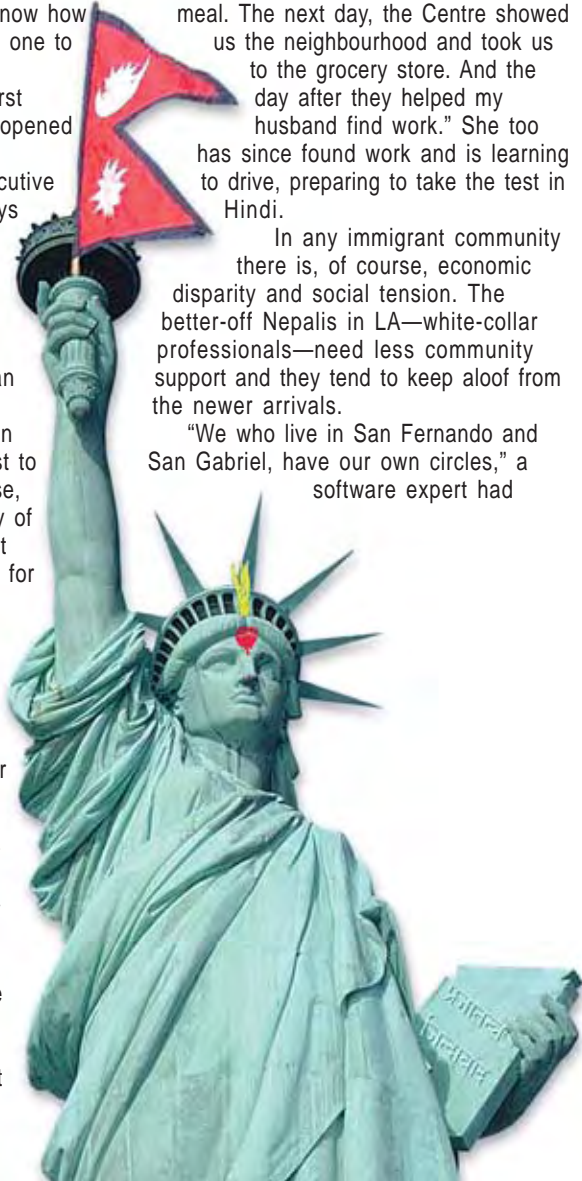 now how
one to
rst
opened
cutive
ys
an
n
st to
se,
y of
t
for
r
e
t
meal. The next day, the Centre showed
us the neighbourhood and took us
to the grocery store. And the
day after they helped my
husband find work.” She too
has since found work and is learning
to drive, preparing to take the test in
Hindi.
In any immigrant community
there is, of course, economic
disparity and social tension. The
better-off Nepalis in LA—white-collar
professionals—need less community
support and they tend to keep aloof from
the newer arrivals.
“We who live in San Fernando and
San Gabriel, have our own circles,” a
software expert had